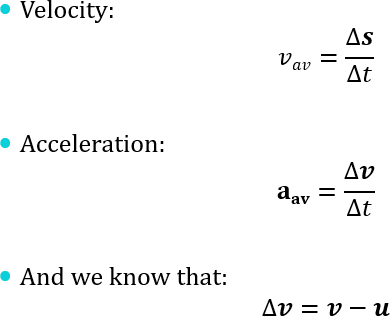 • Velocity:
v_av = Δs/Δt
• Acceleration:
a_av = Δv/Δt
• And we know that:
Δv = v − u